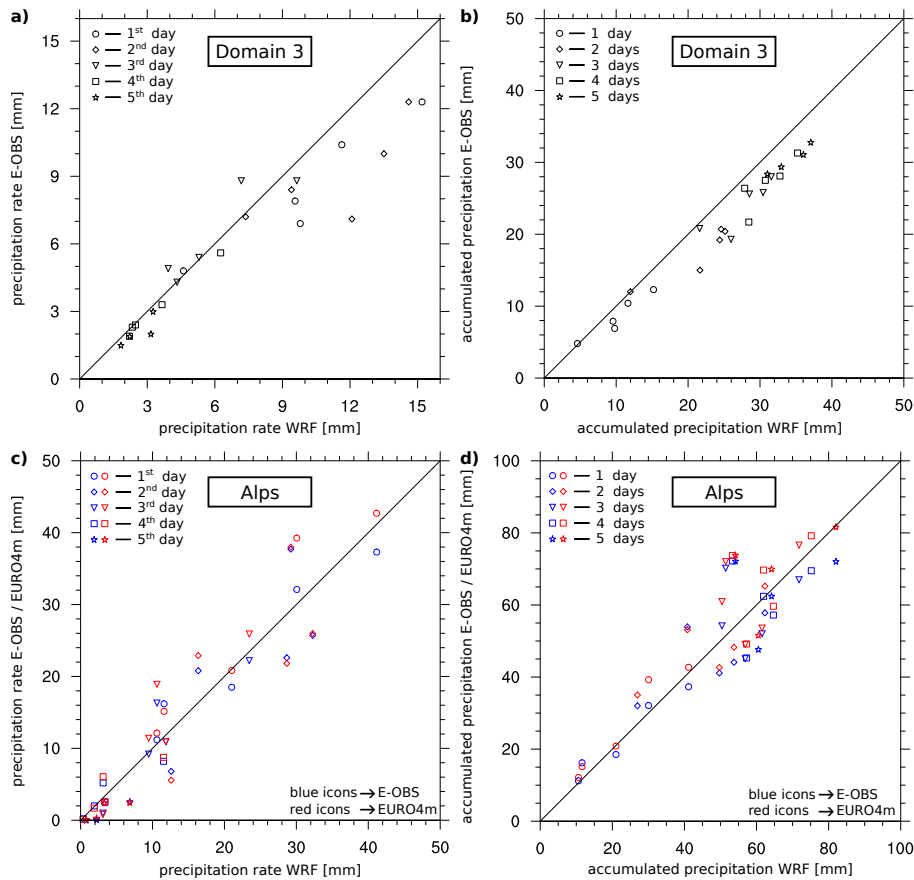 a)
Domain 3
1st day
2nd day
3rd day
4th day
5th day
precipitation rate E-OBS [mm]
15
12
9
6
3
0
0 3 6 9 12 15
precipitation rate WRF [mm]
b)
Domain 3
1 day
2 days
3 days
4 days
5 days
accumulated precipitation E-OBS [mm]
50
40
30
20
10
0
0 10 20 30 40 50
accumulated precipitation WRF [mm]
c)
Alps
1st day
2nd day
3rd day
4th day
5th day
precipitation rate E-OBS / EURO4m [mm]
50
40
30
20
10
0
blue icons → E-OBS
red icons → EURO4m
0 10 20 30 40 50
precipitation rate WRF [mm]
d)
Alps
1 day
2 days
3 days
4 days
5 days
accumulated precipitation E-OBS / EURO4m [mm]
100
80
60
40
20
0
blue icons → E-OBS
red icons → EURO4m
0 20 40 60 80 100
accumulated precipitation WRF [mm]